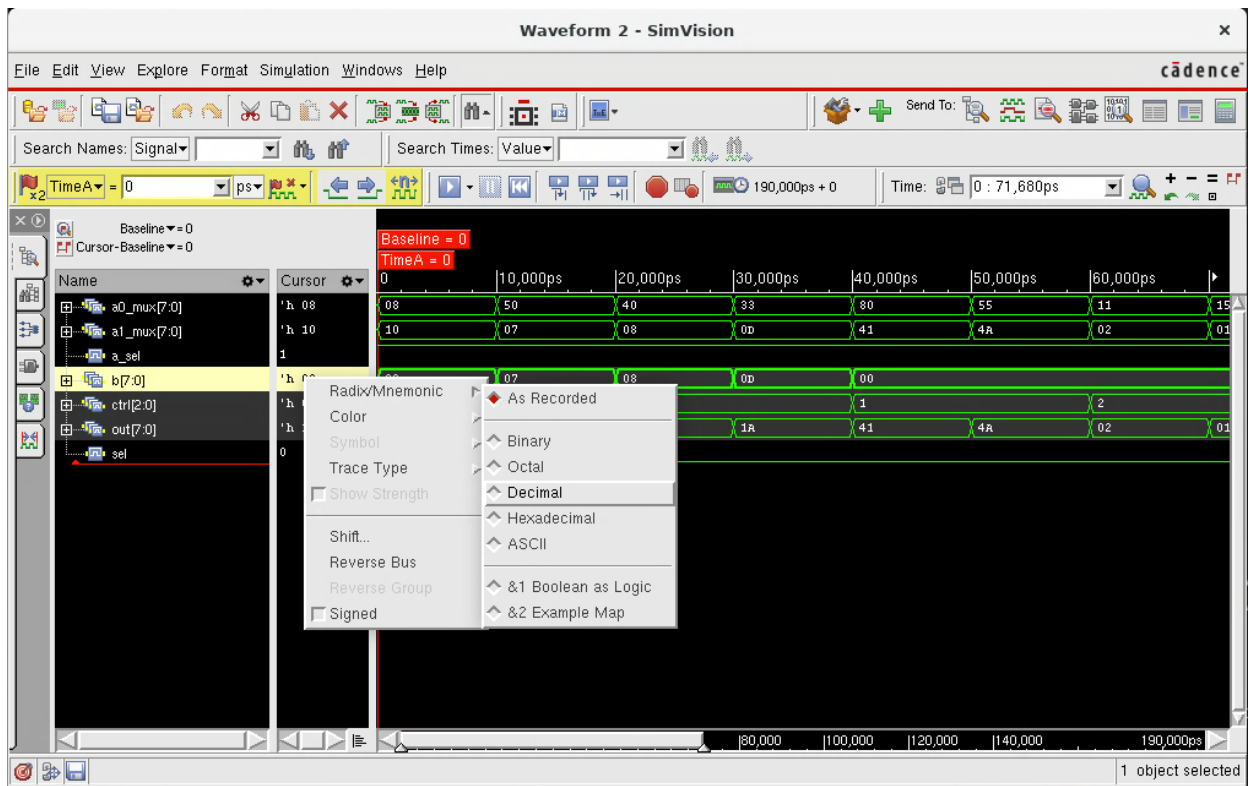 Waveform 2 - SimVision
File Edit View Explore Format Simulation Windows Help
cādence
Send To:
Search Names: Signal
Search Times: Value
x2 TimeA = 0 ps
190,000ps + 0
Time: 0 : 71,680ps
Baseline = 0
Cursor-Baseline = 0
Baseline = 0
TimeA = 0
Name Cursor 0 10,000ps 20,000ps 30,000ps 40,000ps 50,000ps 60,000ps
a0_mux[7:0] 'h 08 08 50 40 33 80 55 11 15
a1_mux[7:0] 'h 10 10 07 08 0D 41 4A 02 01
a_sel 1
b[7:0] 'h 07 08 0D 00
ctrl[2:0] 'h 1 2
out[7:0] 'h 1A 41 4A 02 01
sel 0
Radix/Mnemonic
Color
Symbol
Trace Type
Show Strength
Shift...
Reverse Bus
Reverse Group
Signed
As Recorded
Binary
Octal
Decimal
Hexadecimal
ASCII
&1 Boolean as Logic
&2 Example Map
80,000 100,000 120,000 140,000 190,000ps
1 object selected